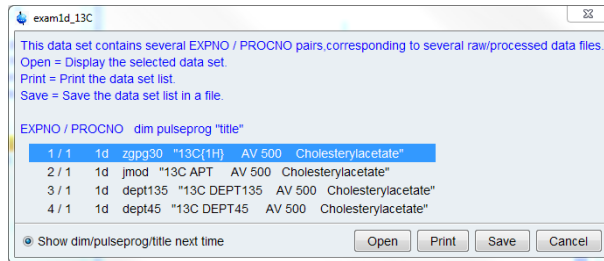 exam1d_13C
This data set contains several EXPNO / PROCNO pairs,corresponding to several raw/processed data files.
Open = Display the selected data set.
Print = Print the data set list.
Save = Save the data set list in a file.
EXPNO / PROCNO dim pulseprog "title"
1 / 1 1d zgpg30 "13C{1H} AV 500 Cholesterylacetate"
2 / 1 1d jmod "13C APT AV 500 Cholesterylacetate"
3 / 1 1d dept135 "13C DEPT135 AV 500 Cholesterylacetate"
4 / 1 1d dept45 "13C DEPT45 AV 500 Cholesterylacetate"
Show dim/pulseprog/title next time Open Print Save Cancel